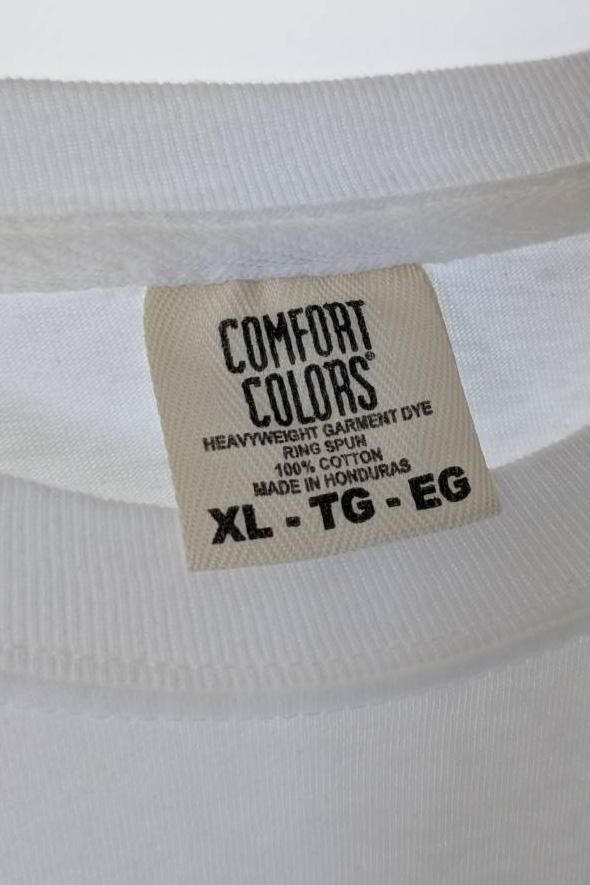 COMFORT
COLORS®
HEAVYWEIGHT GARMENT DYE
RING SPUN
100% COTTON
MADE IN HONDURAS
XL - TG - EG